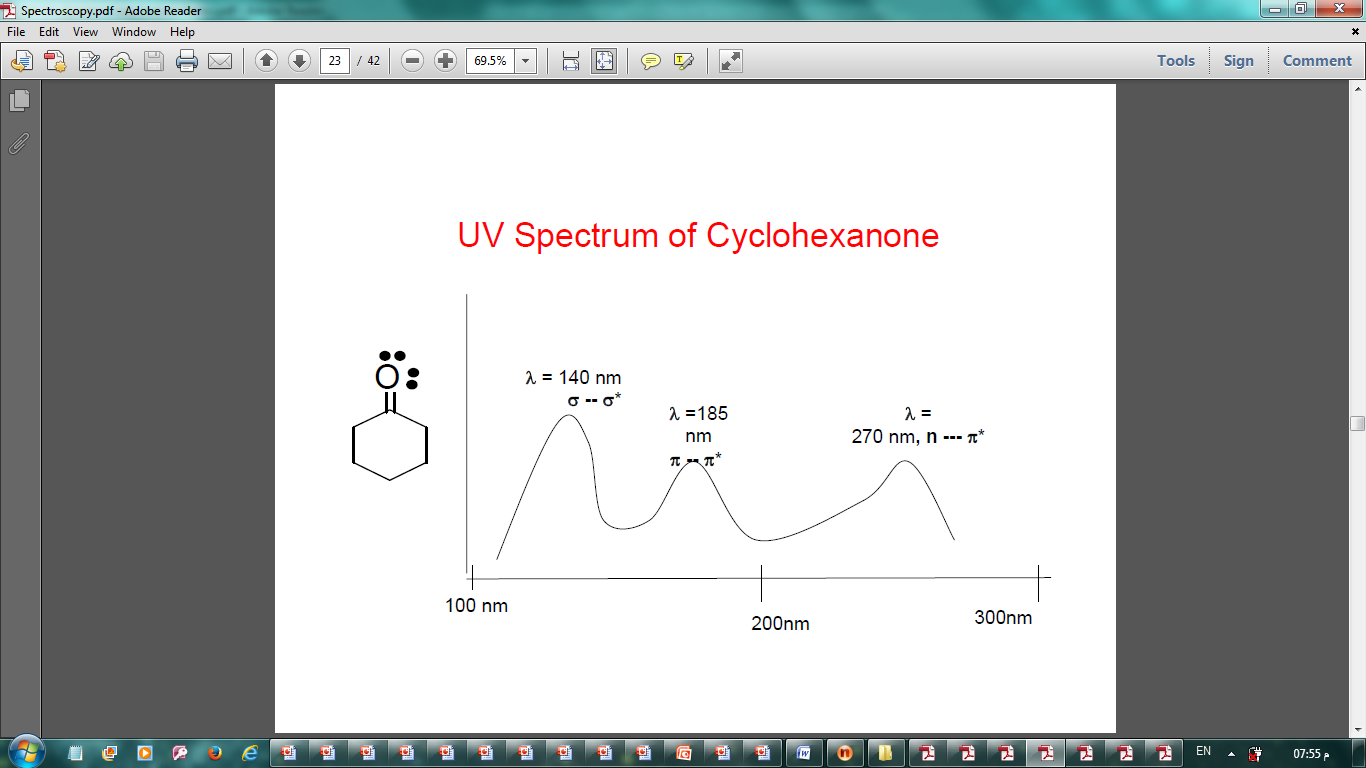 Spectroscopy.pdf - Adobe Reader
File Edit View Window Help
23 / 42
69.5%
Tools Sign Comment
UV Spectrum of Cyclohexanone
O
λ = 140 nm
σ -- σ*
λ =185
nm
π -- π*
λ =
270 nm, n --- π*
100 nm
200nm
300nm
EN
07:55 م